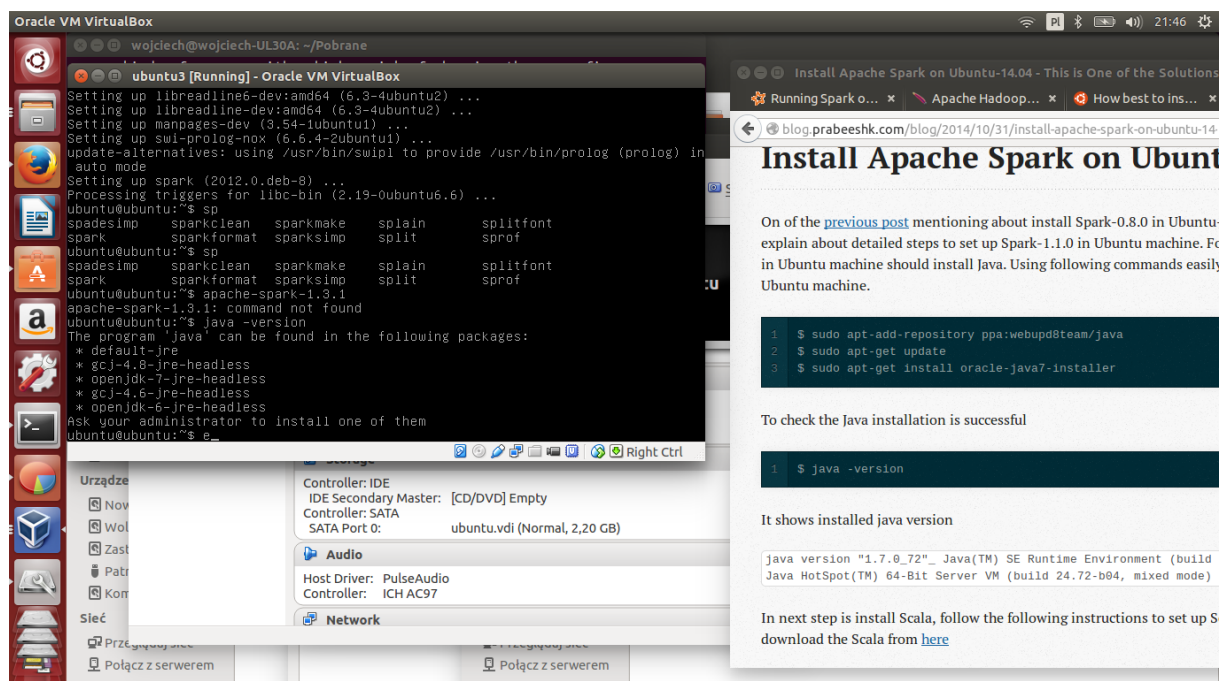 Oracle VM VirtualBox
Pl
21:46
wojciech@wojciech-UL30A: ~/Pobrane
ubuntu3 [Running] - Oracle VM VirtualBox
Setting up libreadline6-dev:amd64 (6.3-4ubuntu2) ...
Setting up libreadline-dev:amd64 (6.3-4ubuntu2) ...
Setting up manpages-dev (3.54-1ubuntu1) ...
Setting up swi-prolog-nox (6.6.4-2ubuntu1) ...
update-alternatives: using /usr/bin/swipl to provide /usr/bin/prolog (prolog) in
 auto mode
Setting up spark (2012.0.deb-8) ...
Processing triggers for libc-bin (2.19-0ubuntu6.6) ...
ubuntu@ubuntu:~$ sp
spadesimp sparkclean sparkmake splain splitfont
spark sparkformat sparksimp split sprof
ubuntu@ubuntu:~$ sp
spadesimp sparkclean sparkmake splain splitfont
spark sparkformat sparksimp split sprof
ubuntu@ubuntu:~$ apache-spark-1.3.1
apache-spark-1.3.1: command not found
ubuntu@ubuntu:~$ java -version
The program 'java' can be found in the following packages:
 * default-jre
 * gcj-4.8-jre-headless
 * openjdk-7-jre-headless
 * gcj-4.6-jre-headless
 * openjdk-6-jre-headless
Ask your administrator to install one of them
ubuntu@ubuntu:~$ e_
Right Ctrl
Urządze
Now
Wol
Zast
Patr
Kom
Sieć
Połącz z serwerem
Storage
Controller: IDE
IDE Secondary Master: [CD/DVD] Empty
Controller: SATA
SATA Port 0: ubuntu.vdi (Normal, 2,20 GB)
Audio
Host Driver: PulseAudio
Controller: ICH AC97
Network
Połącz z serwerem
Install Apache Spark on Ubuntu-14.04 - This is One of the Solutions
Running Spark o... × Apache Hadoop... × How best to ins... ×
blog.prabeeshk.com/blog/2014/10/31/install-apache-spark-on-ubuntu-14-
Install Apache Spark on Ubunt
On of the previous post mentioning about install Spark-0.8.0 in Ubuntu-
explain about detailed steps to set up Spark-1.1.0 in Ubuntu machine. Fo
in Ubuntu machine should install Java. Using following commands easily
Ubuntu machine.
1 $ sudo apt-add-repository ppa:webupd8team/java
2 $ sudo apt-get update
3 $ sudo apt-get install oracle-java7-installer
To check the Java installation is successful
1 $ java -version
It shows installed java version
java version "1.7.0_72"_ Java(TM) SE Runtime Environment (build
Java HotSpot(TM) 64-Bit Server VM (build 24.72-b04, mixed mode)
In next step is install Scala, follow the following instructions to set up S
download the Scala from here